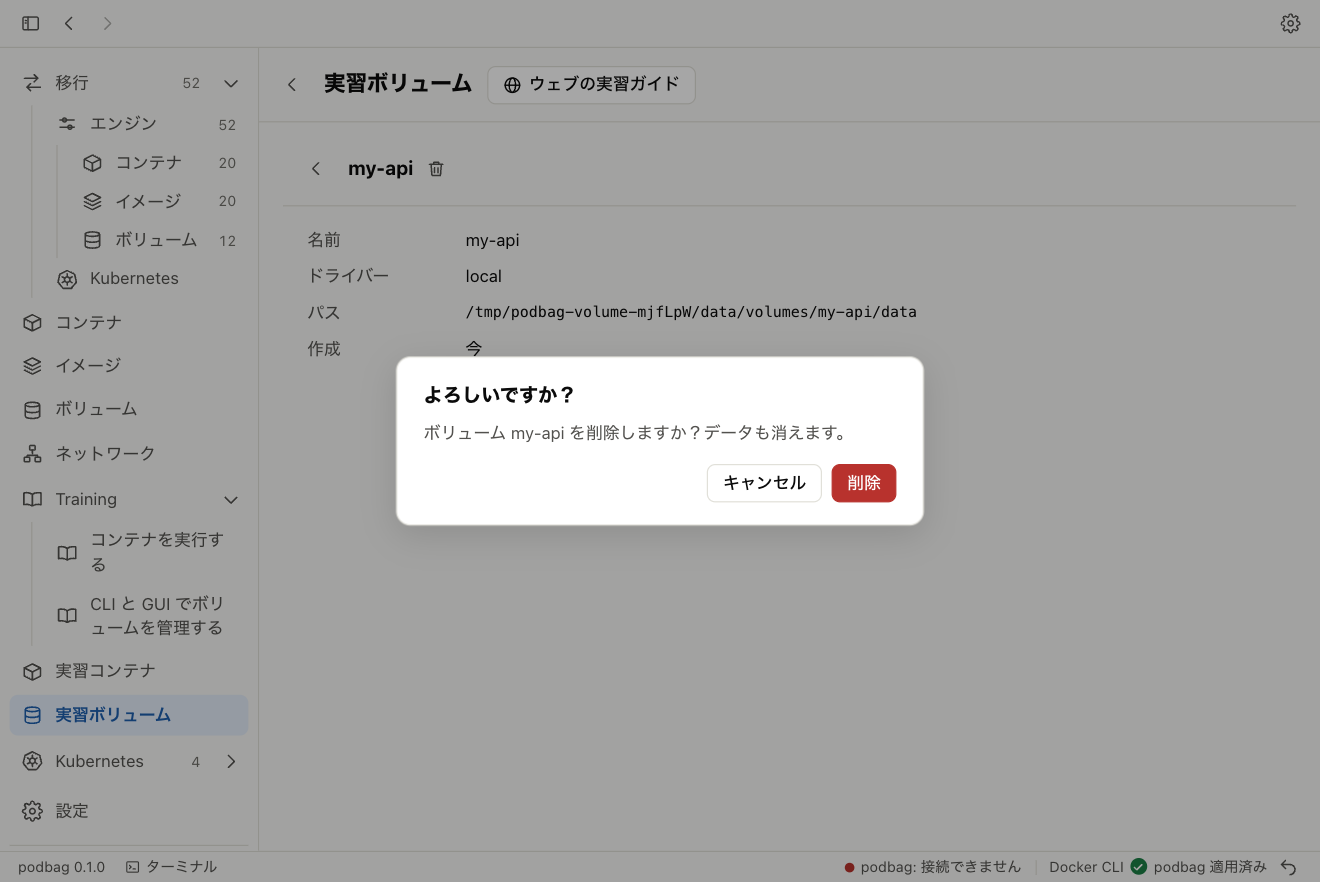 移行 52
エンジン 52
コンテナ 20
イメージ 20
ボリューム 12
Kubernetes
コンテナ
イメージ
ボリューム
ネットワーク
Training
コンテナを実行す
る
CLI と GUI でボリ
ュームを管理する
実習コンテナ
実習ボリューム
Kubernetes 4
設定
実習ボリューム
ウェブの実習ガイド
my-api
名前 my-api
ドライバー local
パス /tmp/podbag-volume-mjfLpW/data/volumes/my-api/data
作成 今
よろしいですか？
ボリューム my-api を削除しますか？データも消えます。
キャンセル
削除
podbag 0.1.0
ターミナル
podbag: 接続できません
Docker CLI
podbag 適用済み